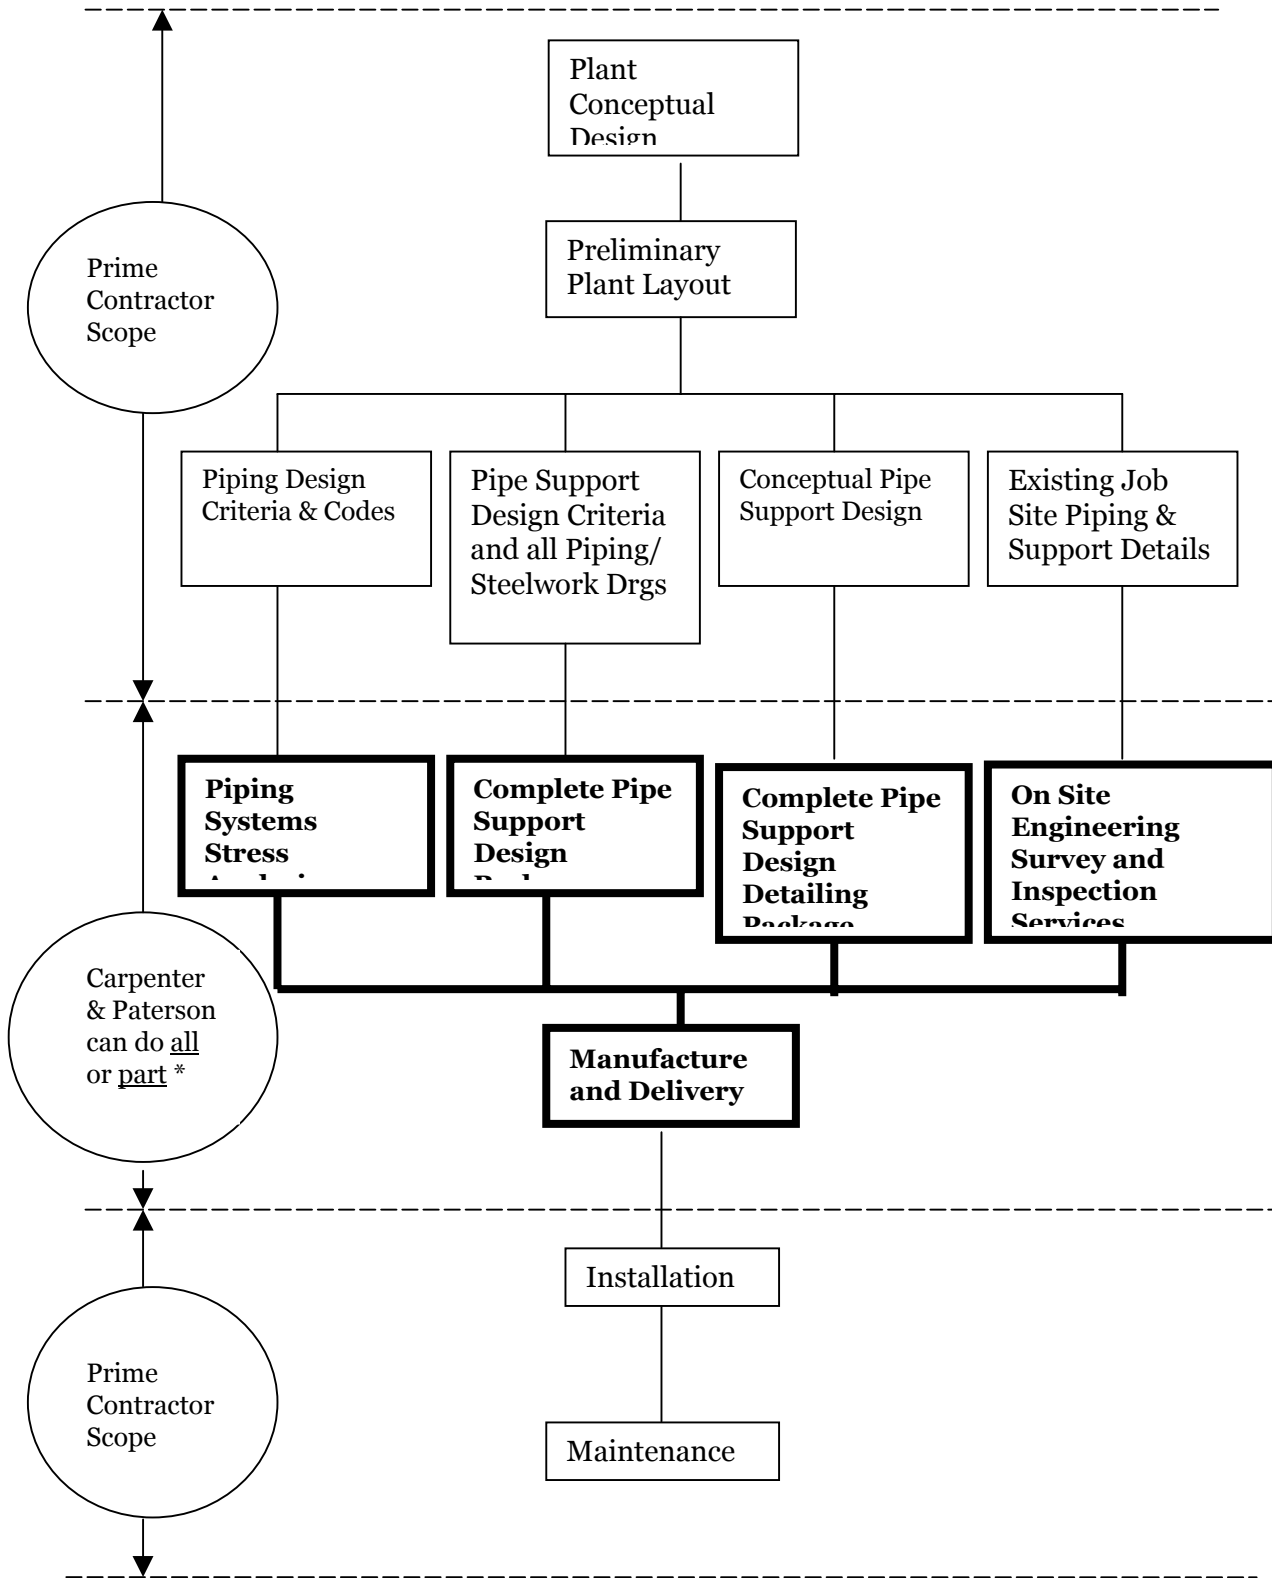 Plant
Conceptual
Design
Preliminary
Plant Layout
Prime
Contractor
Scope
Piping Design
Criteria & Codes
Pipe Support
Design Criteria
and all Piping/
Steelwork Drgs
Conceptual Pipe
Support Design
Existing Job
Site Piping &
Support Details
Piping
Systems
Stress
Complete Pipe
Support
Design
Complete Pipe
Support
Design
Detailing
Package
On Site
Engineering
Survey and
Inspection
Services
Carpenter
& Paterson
can do all
or part *
Manufacture
and Delivery
Installation
Prime
Contractor
Scope
Maintenance